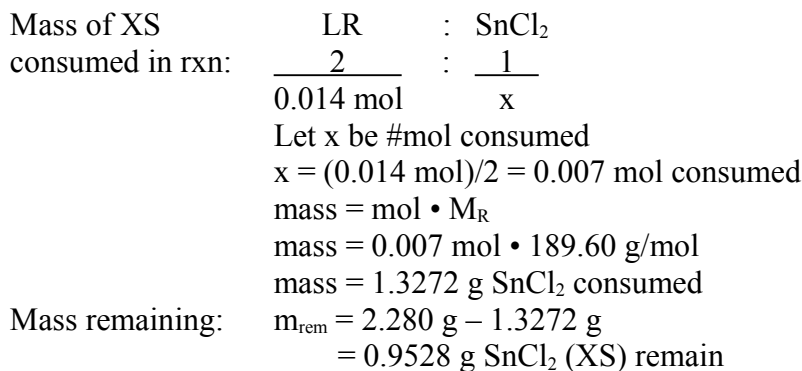 Mass of XS LR : SnCl₂
consumed in rxn: 2 : 1
0.014 mol x
Let x be #mol consumed
x = (0.014 mol)/2 = 0.007 mol consumed
mass = mol • M_R
mass = 0.007 mol • 189.60 g/mol
mass = 1.3272 g SnCl₂ consumed
Mass remaining: m_rem = 2.280 g – 1.3272 g
= 0.9528 g SnCl₂ (XS) remain